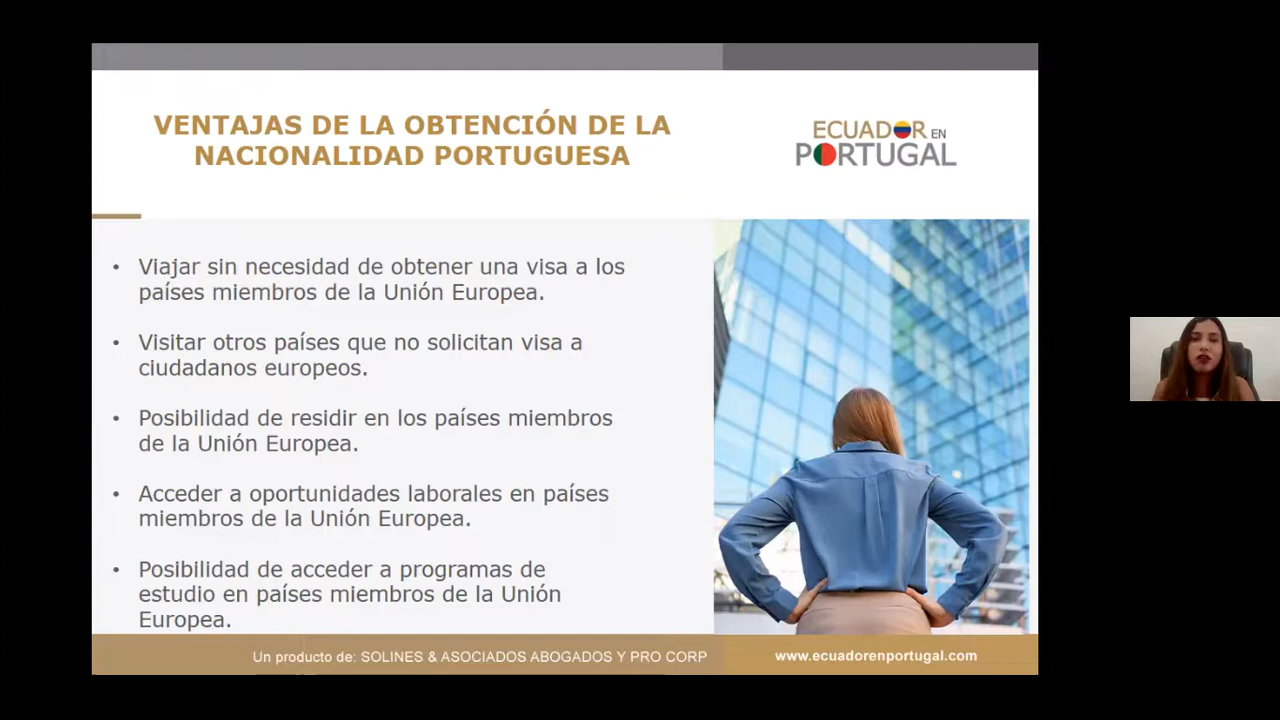 VENTAJAS DE LA OBTENCIÓN DE LA
NACIONALIDAD PORTUGUESA
ECUADOR EN
PORTUGAL
• Viajar sin necesidad de obtener una visa a los
países miembros de la Unión Europea.
• Visitar otros países que no solicitan visa a
ciudadanos europeos.
• Posibilidad de residir en los países miembros
de la Unión Europea.
• Acceder a oportunidades laborales en países
miembros de la Unión Europea.
• Posibilidad de acceder a programas de
estudio en países miembros de la Unión
Europea.
Un producto de: SOLINES & ASOCIADOS ABOGADOS Y PRO CORP
www.ecuadorenportugal.com